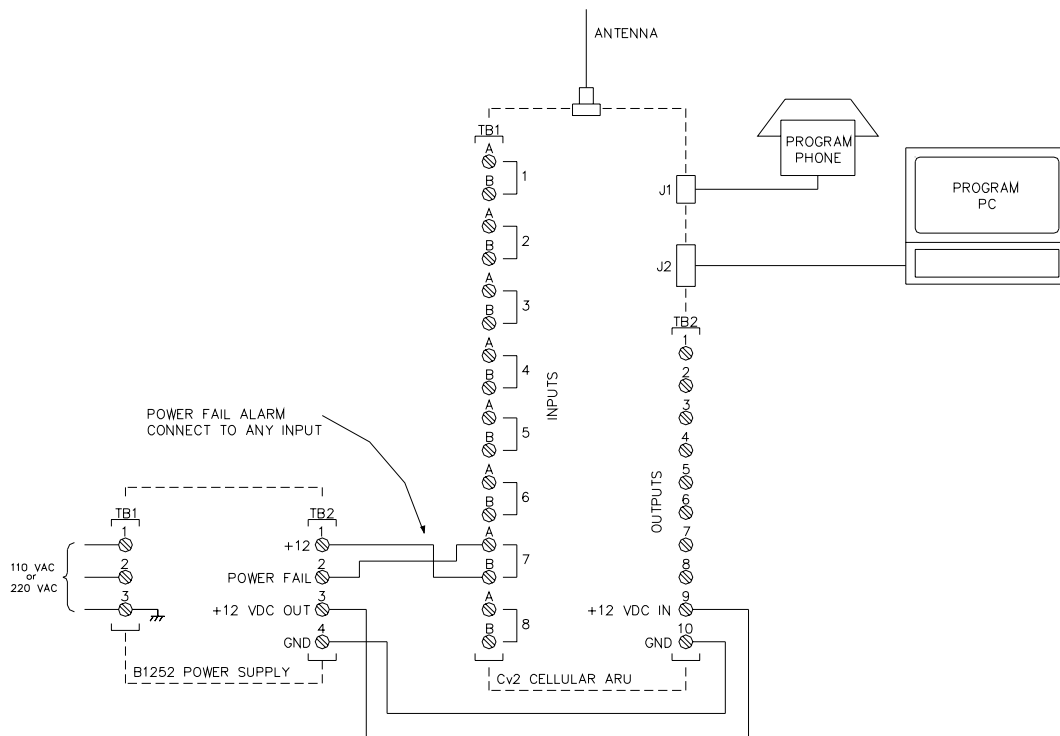 ANTENNA
TB1
A
B
1
A
B
2
A
B
3
A
B
4
A
B
5
A
B
6
A
B
7
A
B
8
INPUTS
PROGRAM
PHONE
J1
PROGRAM
PC
J2
TB2
1
2
3
4
5
6
7
8
9
10
OUTPUTS
+12 VDC IN
GND
Cv2 CELLULAR ARU
POWER FAIL ALARM
CONNECT TO ANY INPUT
TB1
1
2
3
110 VAC
or
220 VAC
TB2
1
+12
2
POWER FAIL
3
+12 VDC OUT
4
GND
B1252 POWER SUPPLY